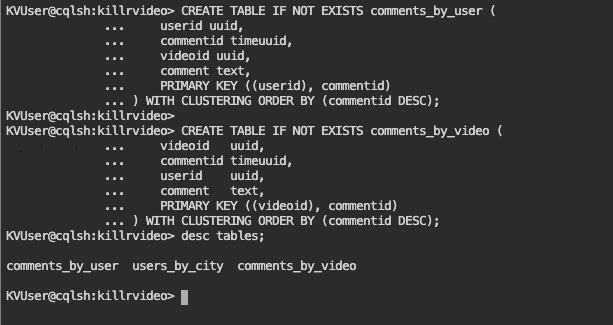 KVUser@cqlsh:killrvideo> CREATE TABLE IF NOT EXISTS comments_by_user (
... userid uuid,
... commentid timeuuid,
... videoid uuid,
... comment text,
... PRIMARY KEY ((userid), commentid)
... ) WITH CLUSTERING ORDER BY (commentid DESC);
KVUser@cqlsh:killrvideo>
KVUser@cqlsh:killrvideo> CREATE TABLE IF NOT EXISTS comments_by_video (
... videoid uuid,
... commentid timeuuid,
... userid uuid,
... comment text,
... PRIMARY KEY ((videoid), commentid)
... ) WITH CLUSTERING ORDER BY (commentid DESC);
KVUser@cqlsh:killrvideo> desc tables;
comments_by_user users_by_city comments_by_video
KVUser@cqlsh:killrvideo>